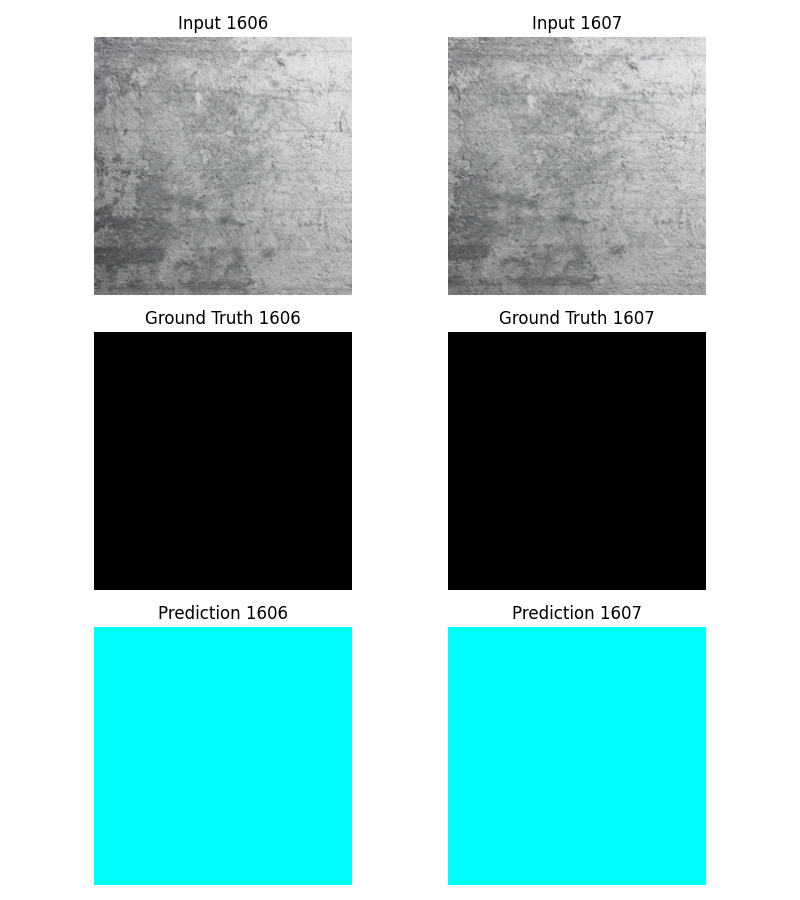 Input 1606
Input 1607
Ground Truth 1606
Ground Truth 1607
Prediction 1606
Prediction 1607